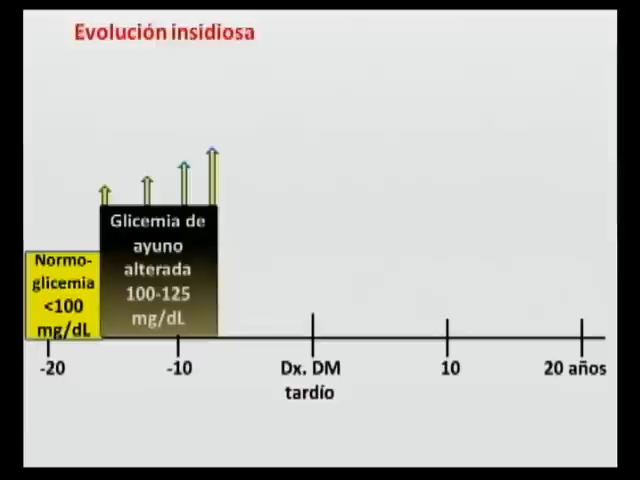 Evolución insidiosa
Glicemia de
ayuno
alterada
100-125
mg/dL
Normo-
glicemia
<100
mg/dL
-20
-10
Dx. DM
tardío
10
20 años